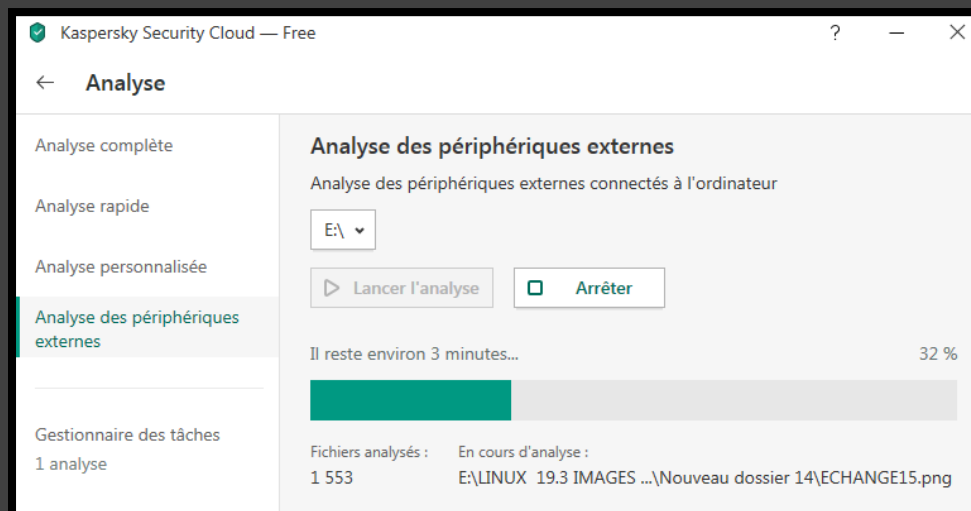 Kaspersky Security Cloud — Free
?
Analyse
Analyse complète
Analyse rapide
Analyse personnalisée
Analyse des périphériques
externes
Gestionnaire des tâches
1 analyse
Analyse des périphériques externes
Analyse des périphériques externes connectés à l'ordinateur
E:\
Lancer l'analyse
Arrêter
Il reste environ 3 minutes... 32 %
Fichiers analysés : En cours d'analyse :
1 553 E:\LINUX 19.3 IMAGES ...\Nouveau dossier 14\ECHANGE15.png